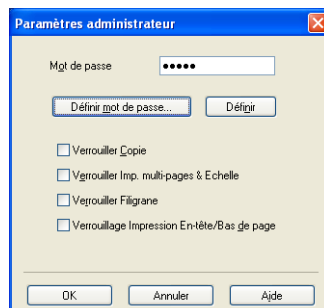 Paramètres administrateur
Mot de passe •••••
Définir mot de passe... Définir
Verrouiller Copie
Verrouiller Imp. multi-pages & Echelle
Verrouiller Filigrane
Verrouillage Impression En-tête/Bas de page
OK Annuler Aide